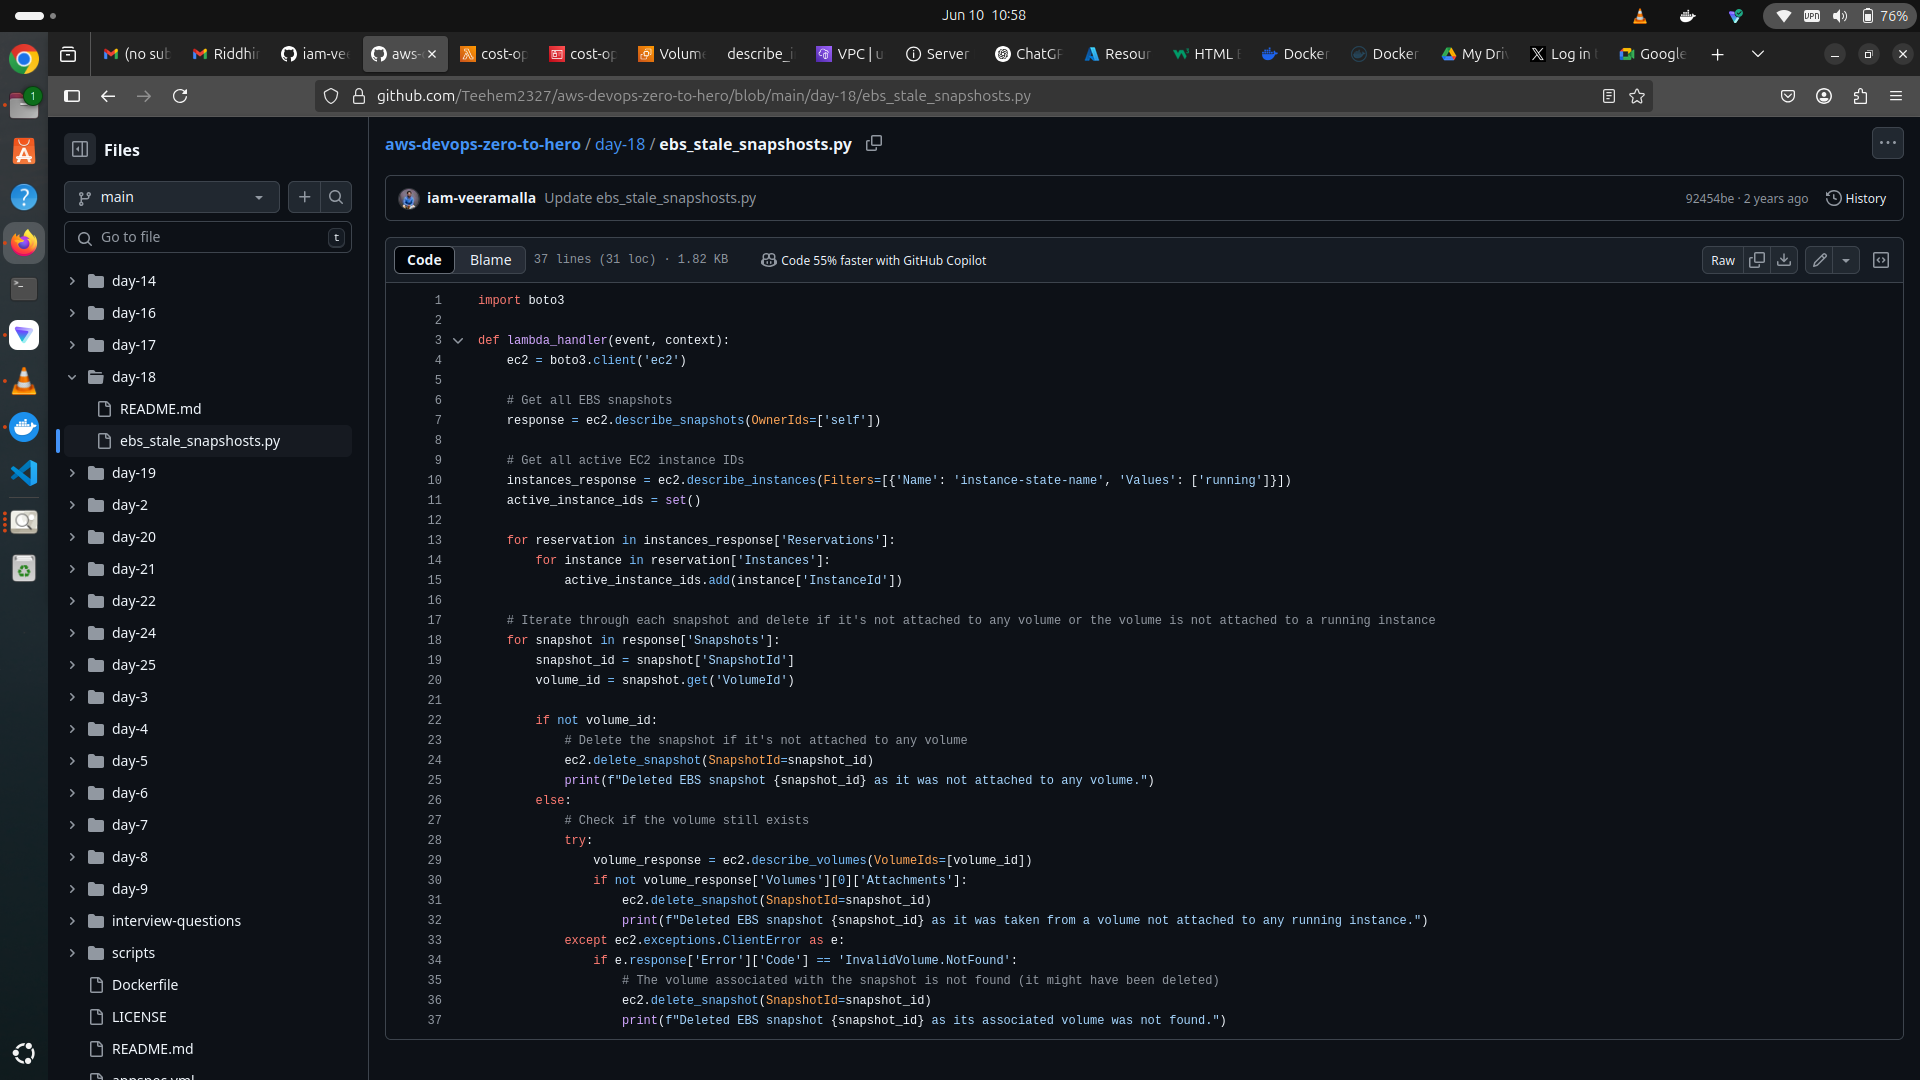 Jun 10 10:58
76%
(no sub
Riddhi
iam-vee
aws-
cost-op
cost-op
Volume
describe_i
VPC | u
Server
ChatGP
Resour
HTML
Docker
Docker
My Dri
Log in
Google
github.com/Teehem2327/aws-devops-zero-to-hero/blob/main/day-18/ebs_stale_snapshosts.py
Files
main
Go to file
t
day-14
day-16
day-17
day-18
README.md
ebs_stale_snapshosts.py
day-19
day-2
day-20
day-21
day-22
day-24
day-25
day-3
day-4
day-5
day-6
day-7
day-8
day-9
interview-questions
scripts
Dockerfile
LICENSE
README.md
appspec.yml
aws-devops-zero-to-hero / day-18 / ebs_stale_snapshosts.py
iam-veeramalla Update ebs_stale_snapshosts.py
92454be · 2 years ago
History
Code
Blame
37 lines (31 loc) · 1.82 KB
Code 55% faster with GitHub Copilot
Raw
1 import boto3
2
3 def lambda_handler(event, context):
4 ec2 = boto3.client('ec2')
5
6 # Get all EBS snapshots
7 response = ec2.describe_snapshots(OwnerIds=['self'])
8
9 # Get all active EC2 instance IDs
10 instances_response = ec2.describe_instances(Filters=[{'Name': 'instance-state-name', 'Values': ['running']}])
11 active_instance_ids = set()
12
13 for reservation in instances_response['Reservations']:
14 for instance in reservation['Instances']:
15 active_instance_ids.add(instance['InstanceId'])
16
17 # Iterate through each snapshot and delete if it's not attached to any volume or the volume is not attached to a running instance
18 for snapshot in response['Snapshots']:
19 snapshot_id = snapshot['SnapshotId']
20 volume_id = snapshot.get('VolumeId')
21
22 if not volume_id:
23 # Delete the snapshot if it's not attached to any volume
24 ec2.delete_snapshot(SnapshotId=snapshot_id)
25 print(f"Deleted EBS snapshot {snapshot_id} as it was not attached to any volume.")
26 else:
27 # Check if the volume still exists
28 try:
29 volume_response = ec2.describe_volumes(VolumeIds=[volume_id])
30 if not volume_response['Volumes'][0]['Attachments']:
31 ec2.delete_snapshot(SnapshotId=snapshot_id)
32 print(f"Deleted EBS snapshot {snapshot_id} as it was taken from a volume not attached to any running instance.")
33 except ec2.exceptions.ClientError as e:
34 if e.response['Error']['Code'] == 'InvalidVolume.NotFound':
35 # The volume associated with the snapshot is not found (it might have been deleted)
36 ec2.delete_snapshot(SnapshotId=snapshot_id)
37 print(f"Deleted EBS snapshot {snapshot_id} as its associated volume was not found.")